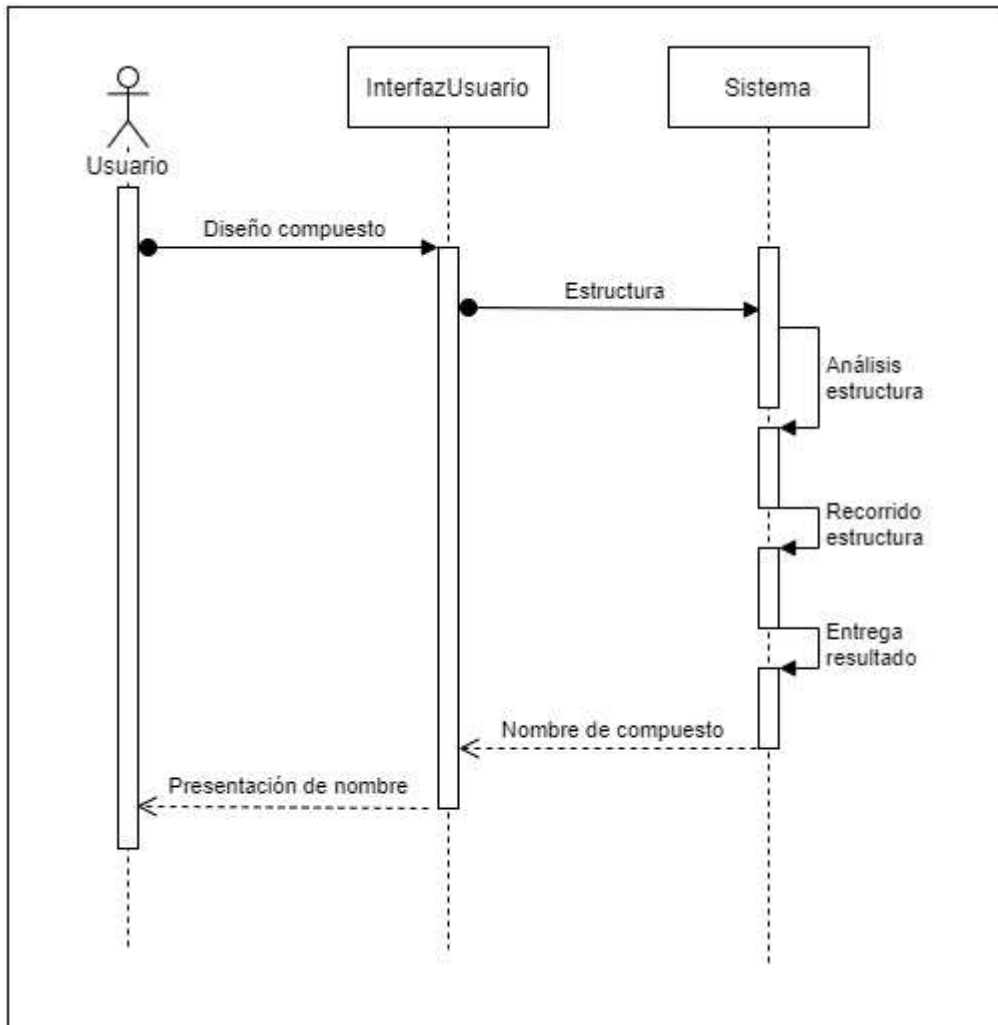 InterfazUsuario
Sistema
Usuario
Diseño compuesto
Estructura
Análisis
estructura
Recorrido
estructura
Entrega
resultado
Nombre de compuesto
Presentación de nombre